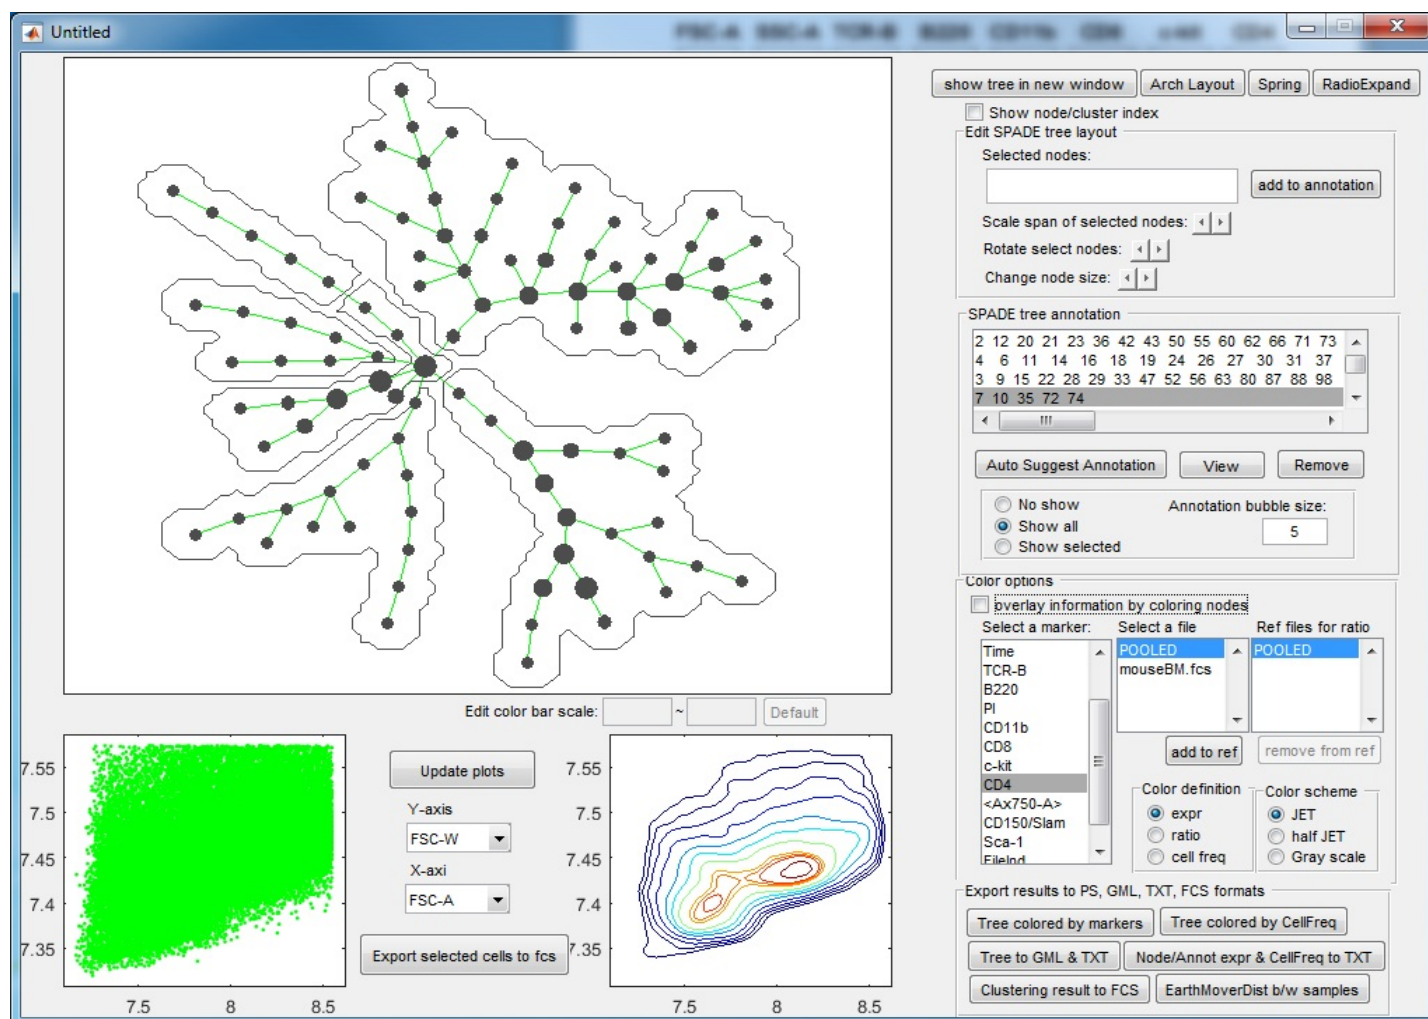 Untitled
FSC-A SSC-A TCR-B B220 CD11b CD8 c-kit CD4
show tree in new window Arch Layout Spring RadioExpand
Show node/cluster index
Edit SPADE tree layout
Selected nodes:
add to annotation
Scale span of selected nodes:
Rotate select nodes:
Change node size:
SPADE tree annotation
2 12 20 21 23 36 42 43 50 55 60 62 66 71 73
4 6 11 14 16 18 19 24 26 27 30 31 37
3 9 15 22 28 29 33 47 52 56 63 80 87 88 98
7 10 35 72 74
Auto Suggest Annotation View Remove
No show Annotation bubble size:
Show all 5
Show selected
Color options
overlay information by coloring nodes
Select a marker: Select a file Ref files for ratio
Time POOLED POOLED
TCR-B mouseBM.fcs
B220
PI
CD11b
CD8
c-kit
CD4
<Ax750-A>
CD150/Slam
Sca-1
FileInd
add to ref remove from ref
Color definition Color scheme
expr JET
ratio half JET
cell freq Gray scale
Export results to PS, GML, TXT, FCS formats
Tree colored by markers Tree colored by CellFreq
Tree to GML & TXT Node/Annot expr & CellFreq to TXT
Clustering result to FCS EarthMoverDist b/w samples
Edit color bar scale: ~ Default
7.55
7.5
7.45
7.4
7.35
7.5 8 8.5
Update plots
Y-axis
FSC-W
X-axi
FSC-A
Export selected cells to fcs
7.55
7.5
7.45
7.4
7.35
7.5 8 8.5